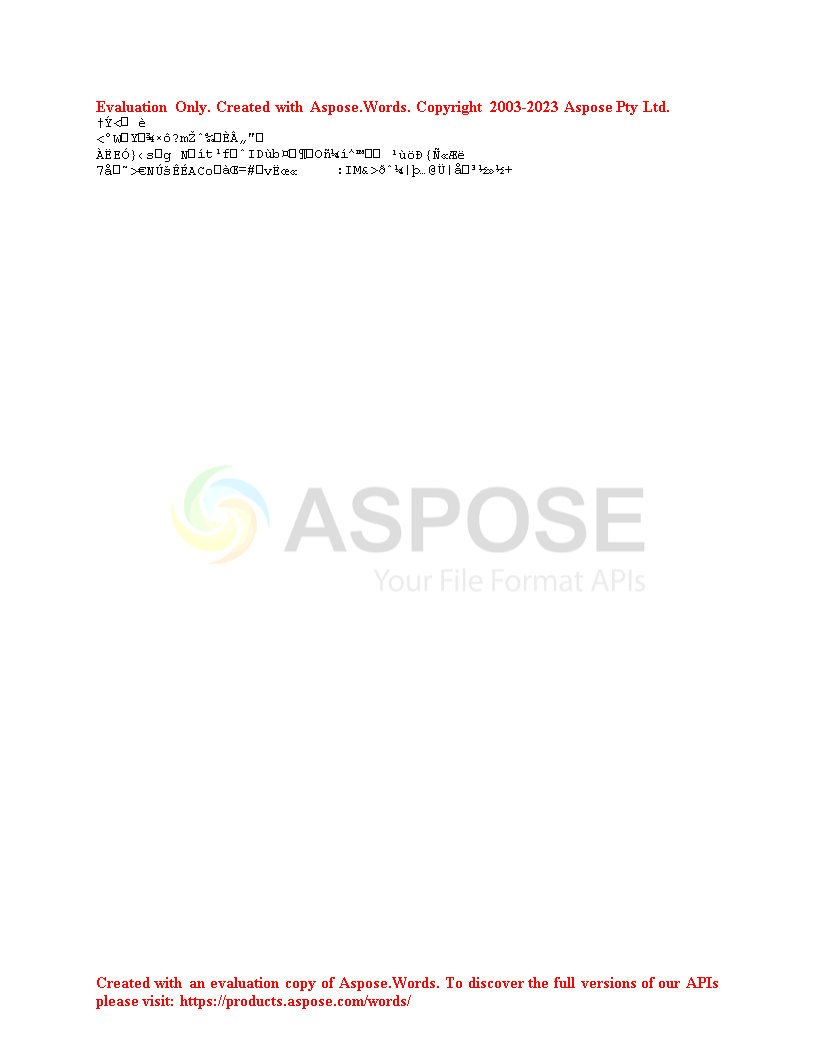 Evaluation Only. Created with Aspose.Words. Copyright 2003-2023 Aspose Pty Ltd.
†Ý<□ è
<°W□Y□¾×ô?mŽˆ‰□ÈÂ„"□
ÀËEÓ}‹s□g N□ít¹f□ˆIDùb¤□¶□Oñ¼í^™□□ ¹ùöÐ{Ñ«Æë
7å□˜>€NÚšÊÉACo□àŒ=#□vËœ« :IM&>õˆ¼|þ…@Ü|å□³½»½+
ASPOSE
Your File Format APIs
Created with an evaluation copy of Aspose.Words. To discover the full versions of our APIs
please visit: https://products.aspose.com/words/